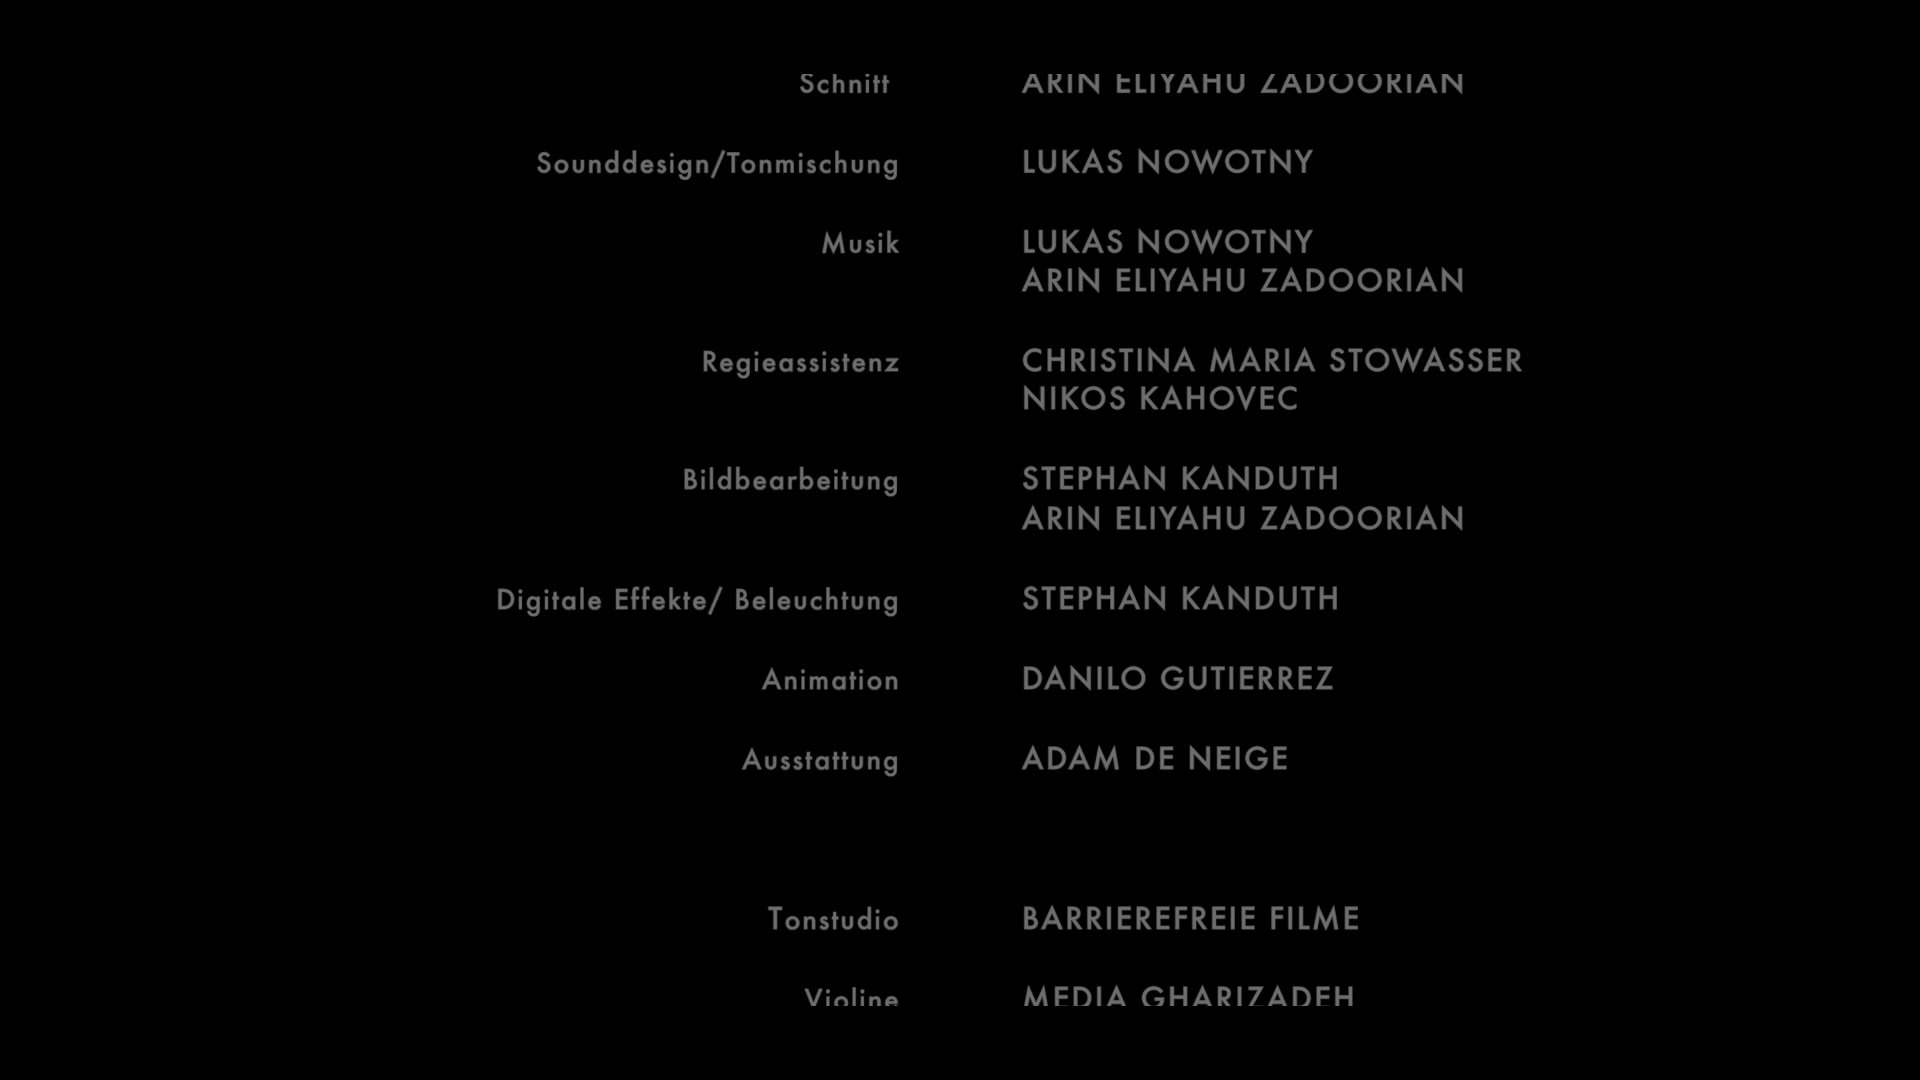 Schnitt ARIN ELIYAHU ZADOORIAN
Sounddesign/Tonmischung LUKAS NOWOTNY
Musik LUKAS NOWOTNY
ARIN ELIYAHU ZADOORIAN
Regieassistenz CHRISTINA MARIA STOWASSER
NIKOS KAHOVEC
Bildbearbeitung STEPHAN KANDUTH
ARIN ELIYAHU ZADOORIAN
Digitale Effekte/ Beleuchtung STEPHAN KANDUTH
Animation DANILO GUTIERREZ
Ausstattung ADAM DE NEIGE
Tonstudio BARRIEREFREIE FILME
Violine MEDIA GHARIZADEH